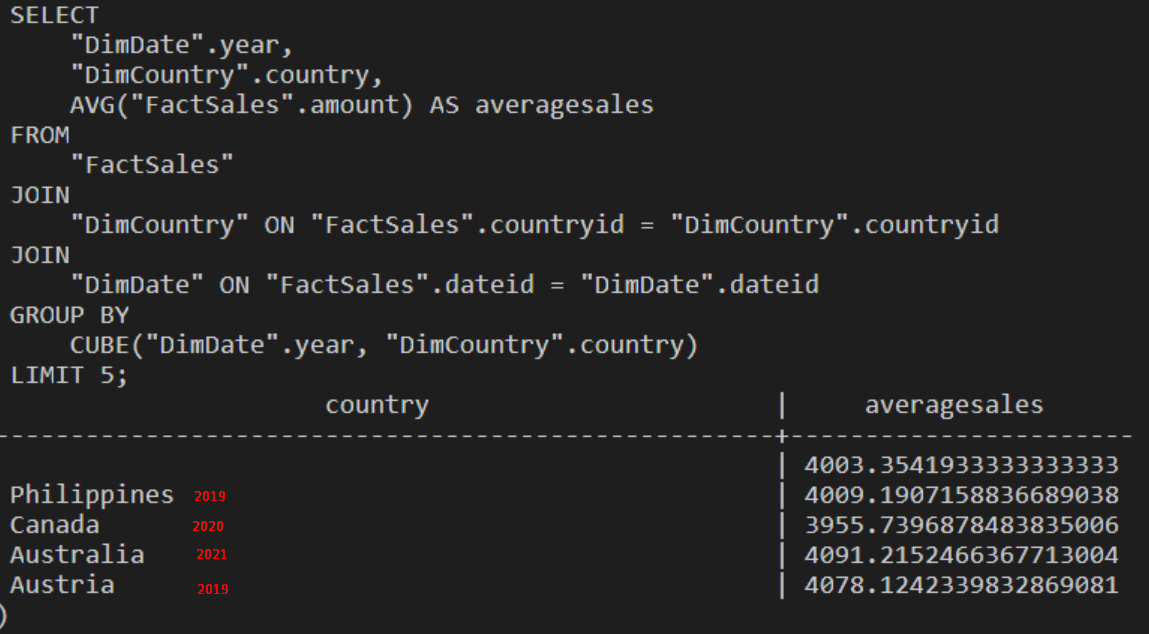 SELECT
"DimDate".year,
"DimCountry".country,
AVG("FactSales".amount) AS averagesales
FROM
"FactSales"
JOIN
"DimCountry" ON "FactSales".countryid = "DimCountry".countryid
JOIN
"DimDate" ON "FactSales".dateid = "DimDate".dateid
GROUP BY
CUBE("DimDate".year, "DimCountry".country)
LIMIT 5;
country | averagesales
----------------------------------------------------+-----------------------
| 4003.3541933333333333
Philippines 2019 | 4009.1907158836689038
Canada 2020 | 3955.7396878483835006
Australia 2021 | 4091.2152466367713004
Austria 2019 | 4078.1242339832869081
)